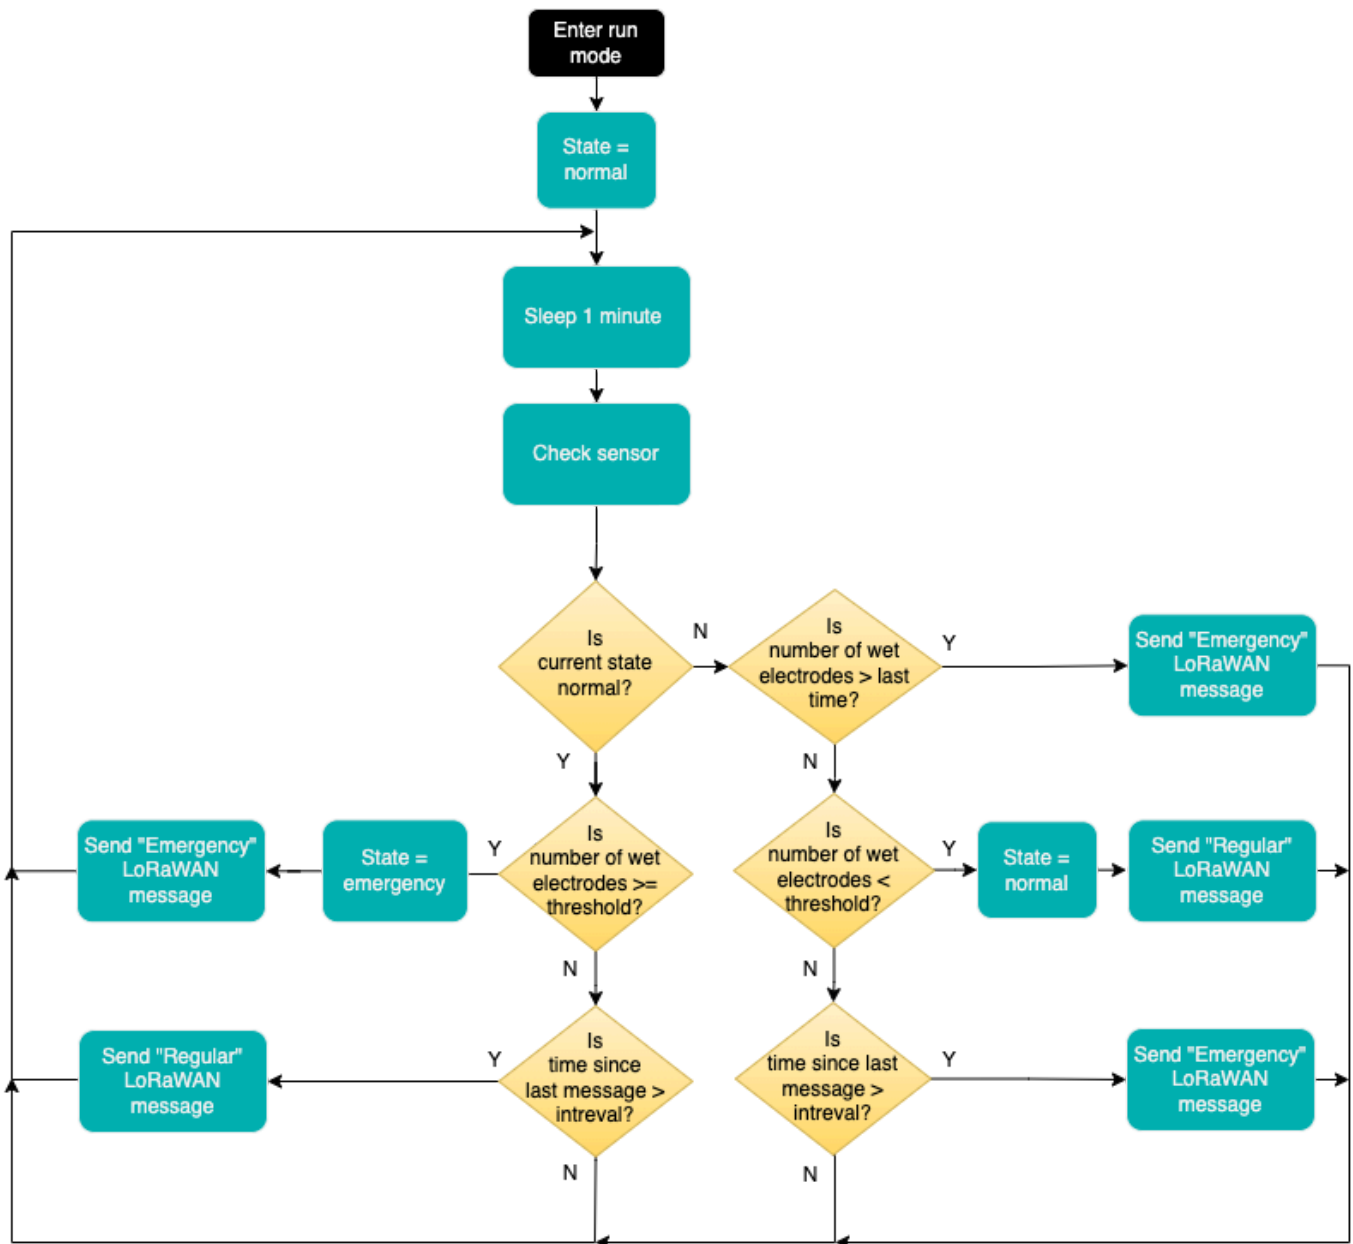 Enter run
mode
State =
normal
Sleep 1 minute
Check sensor
Is
current state
normal?
N
Is
number of wet
electrodes > last
time?
Y
Send "Emergency"
LoRaWAN
message
Y
N
Send "Emergency"
LoRaWAN
message
State =
emergency
Y
Is
number of wet
electrodes >=
threshold?
Is
number of wet
electrodes <
threshold?
Y
State =
normal
Send "Regular"
LoRaWAN
message
N
N
Send "Regular"
LoRaWAN
message
Y
Is
time since
last message >
intreval?
Is
time since last
message >
intreval?
Y
Send "Emergency"
LoRaWAN
message
N
N